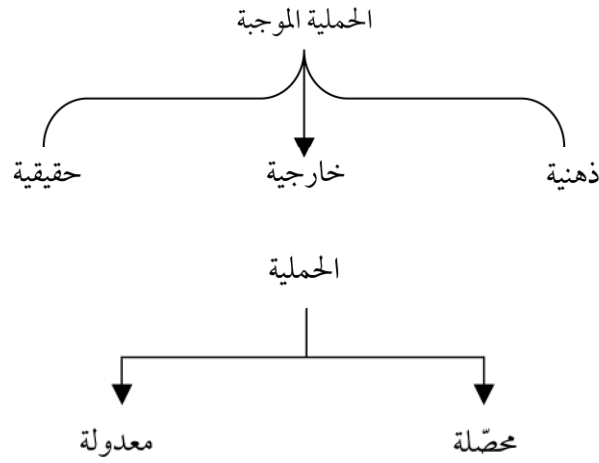 الحملية الموجبة
ذهنية خارجية حقيقية
الحملية
محصّلة معدولة